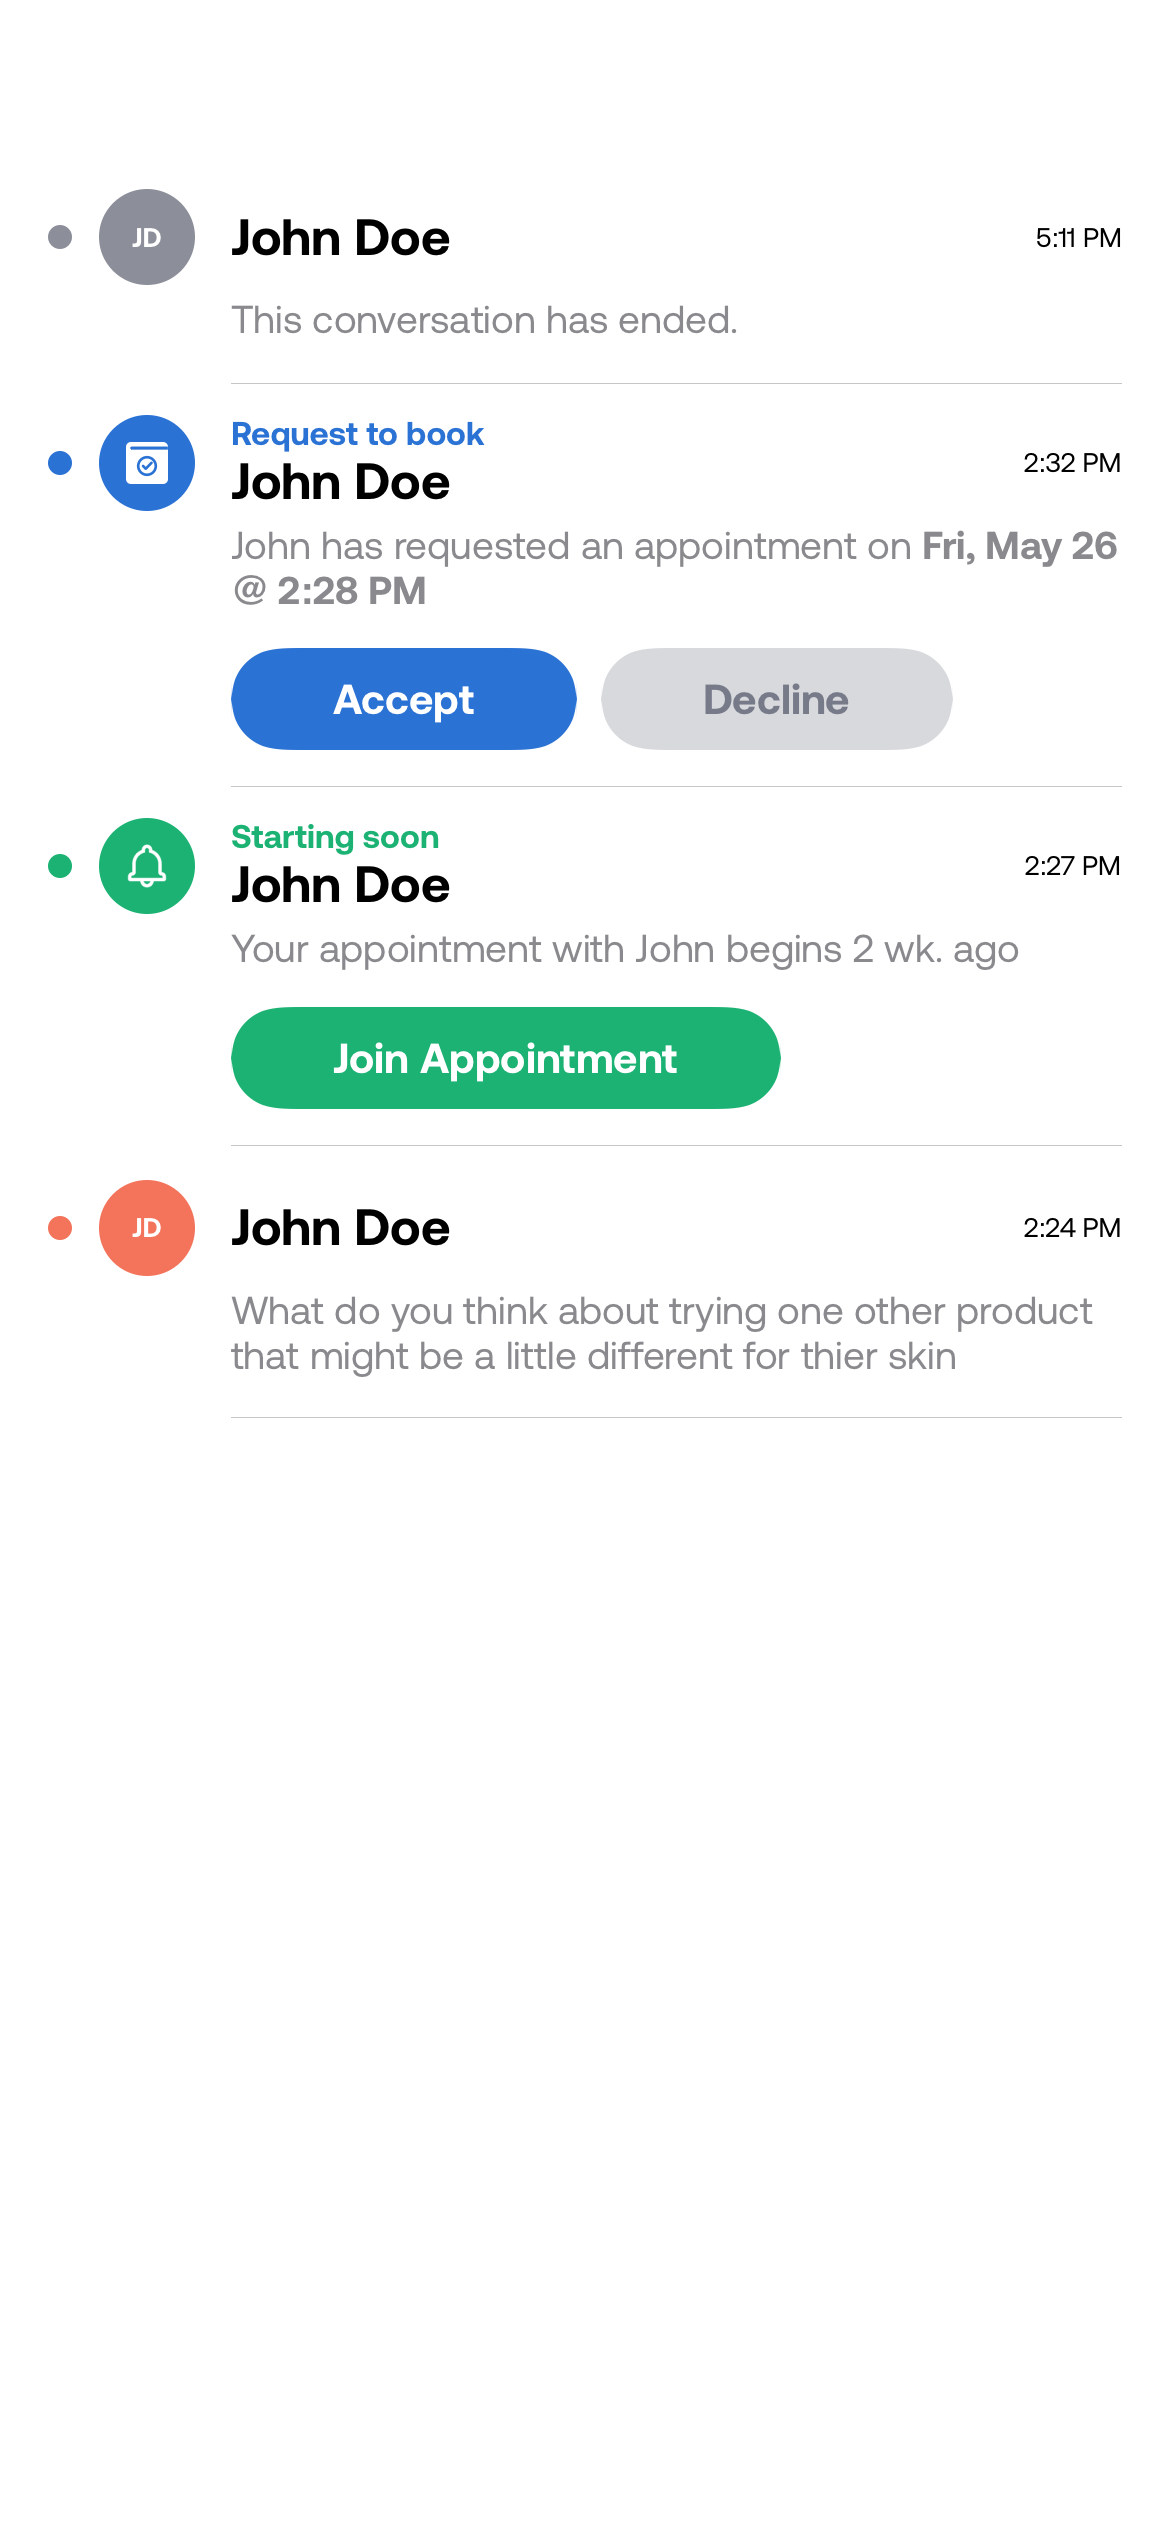 JD
John Doe
5:11 PM
This conversation has ended.
Request to book
John Doe
2:32 PM
John has requested an appointment on Fri, May 26
@ 2:28 PM
Accept
Decline
Starting soon
John Doe
2:27 PM
Your appointment with John begins 2 wk. ago
Join Appointment
JD
John Doe
2:24 PM
What do you think about trying one other product
that might be a little different for thier skin